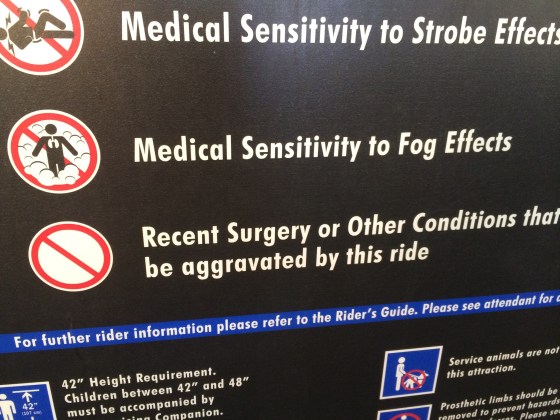 Medical Sensitivity to Strobe Effects
Medical Sensitivity to Fog Effects
Recent Surgery or Other Conditions that
be aggravated by this ride
For further rider information please refer to the Rider's Guide. Please see attendant for
42" Height Requirement.
Children between 42" and 48"
must be accompanied by
Companion.
42"
Service animals are not
this attraction.
Prosthetic limbs should be
removed to prevent hazards